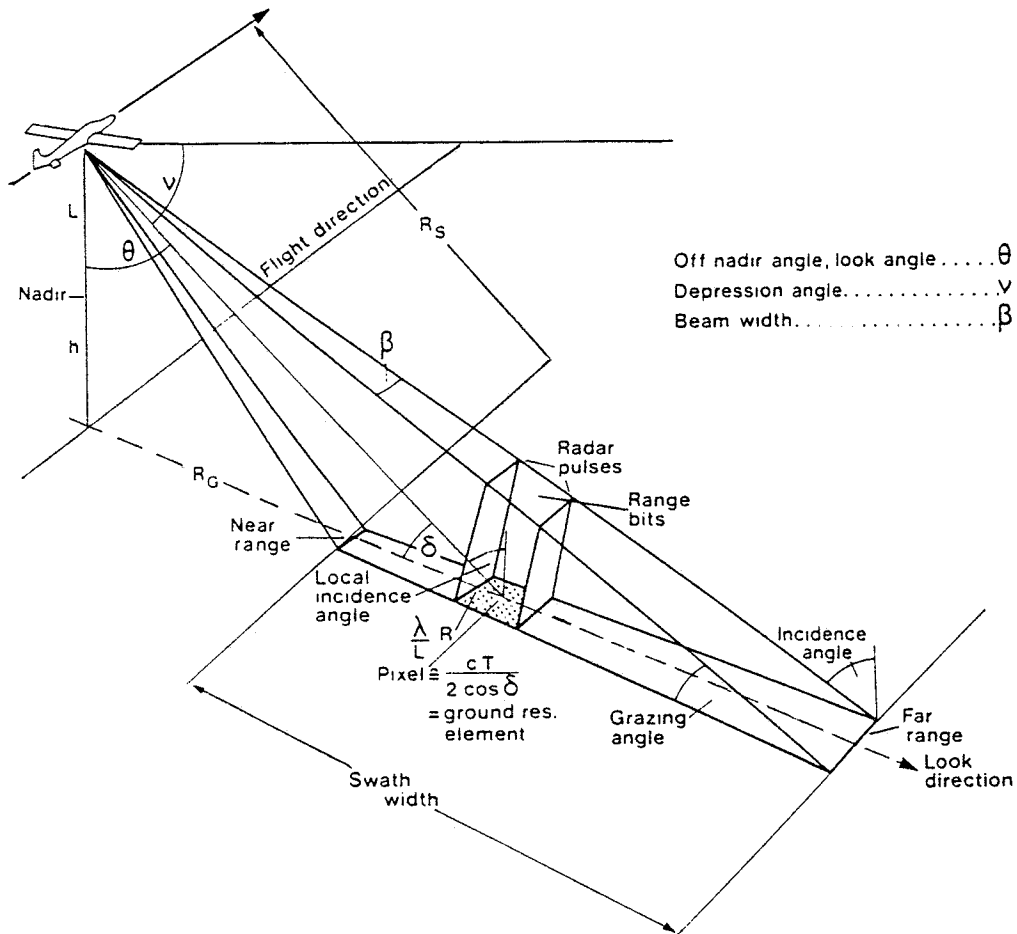 ν
L
θ
Flight direction
R_S
Nadir
h
Off nadir angle, look angle.....θ
Depression angle.............ν
Beam width................β
β
Radar
pulses
Range
bits
R_G
Near
range
δ
Local
incidence
angle
λ/L R
Pixel ≙ cT / 2 cos δ
= ground res.
element
Incidence
angle
Grazing
angle
Far
range
Look
direction
Swath
width